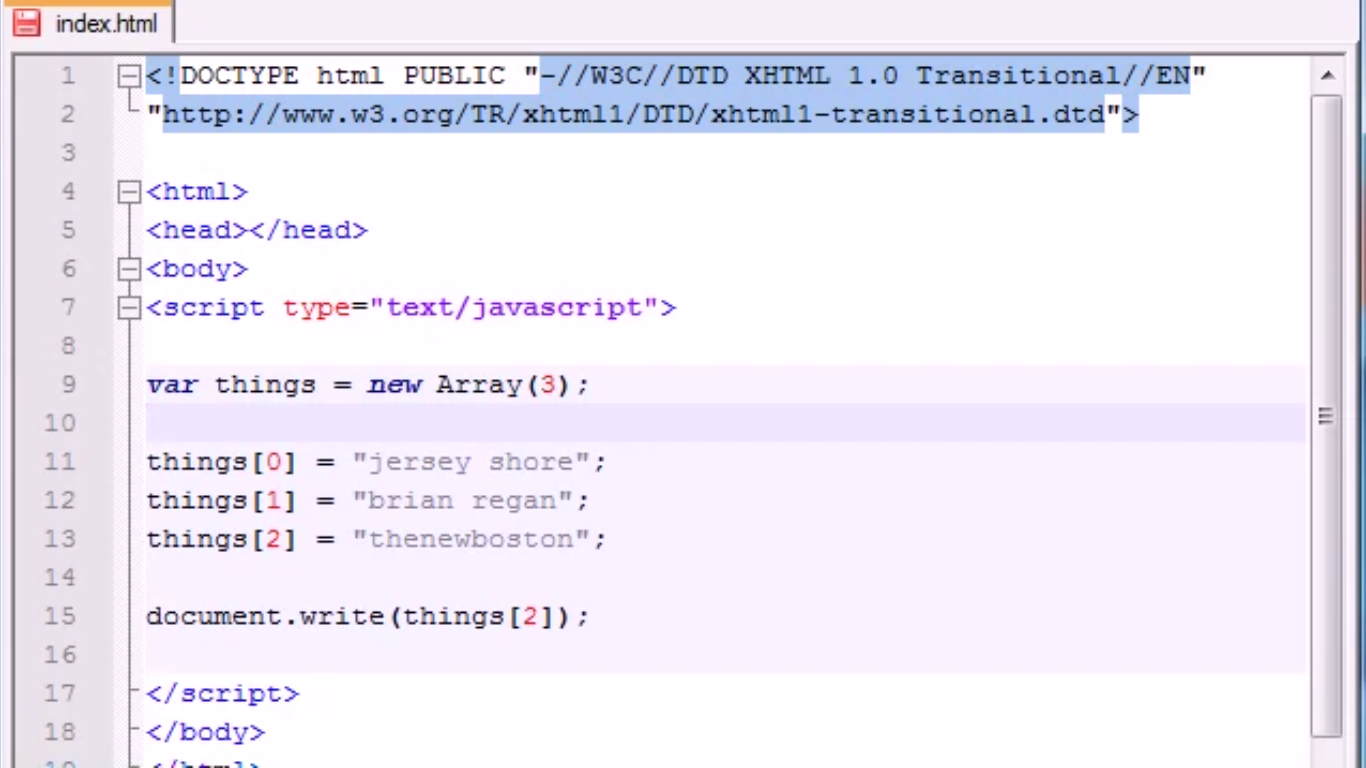 index.html
1 <!DOCTYPE html PUBLIC "-//W3C//DTD XHTML 1.0 Transitional//EN"
2 "http://www.w3.org/TR/xhtml1/DTD/xhtml1-transitional.dtd">
3
4 <html>
5 <head></head>
6 <body>
7 <script type="text/javascript">
8
9 var things = new Array(3);
10
11 things[0] = "jersey shore";
12 things[1] = "brian regan";
13 things[2] = "thenewboston";
14
15 document.write(things[2]);
16
17 </script>
18 </body>
19 </html>